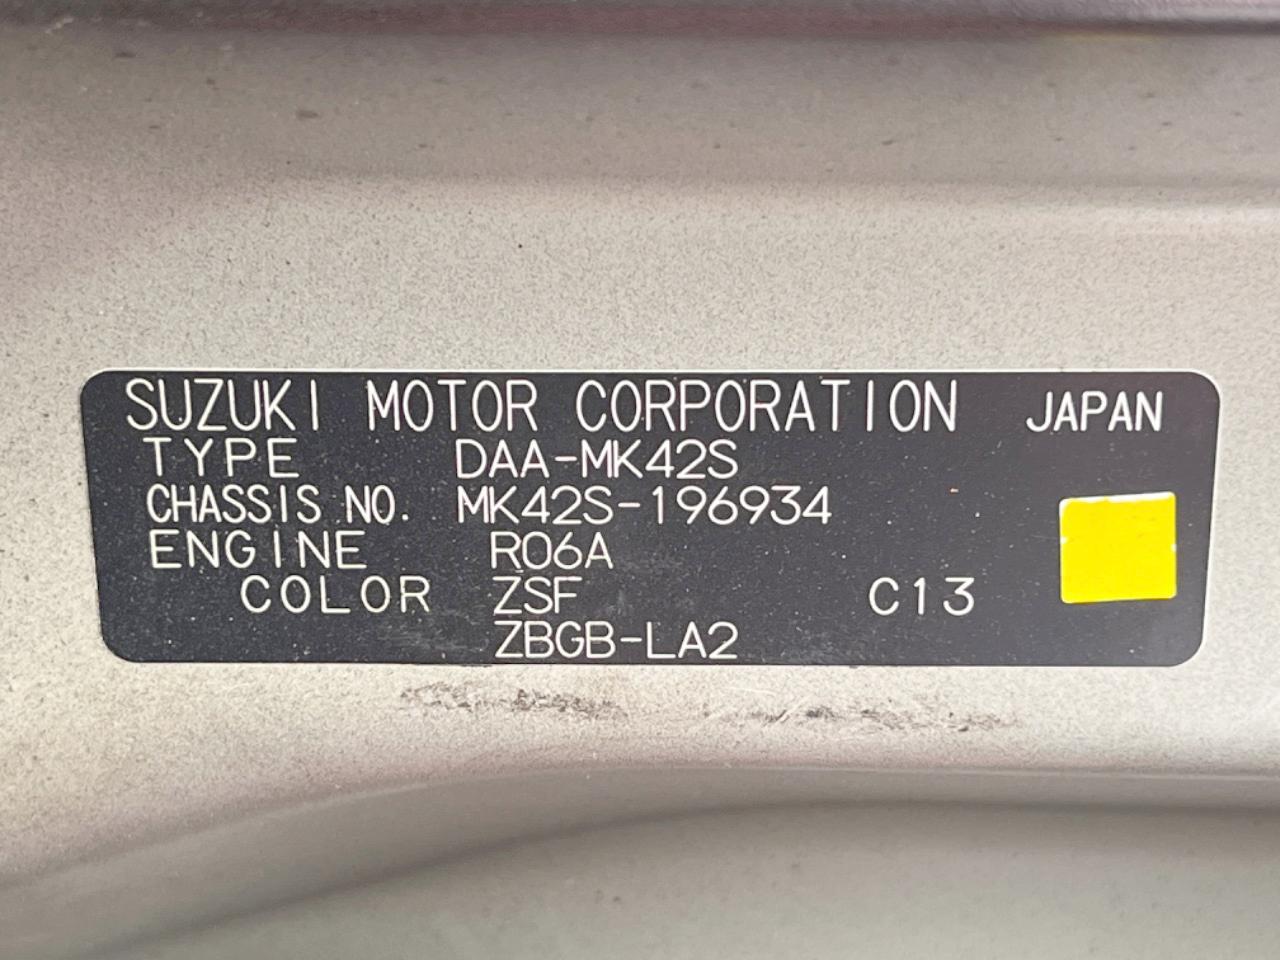 SUZUKI MOTOR CORPORATION JAPAN
TYPE DAA-MK42S
CHASSIS NO. MK42S-196934
ENGINE R06A
COLOR ZSF C13
ZBGB-LA2